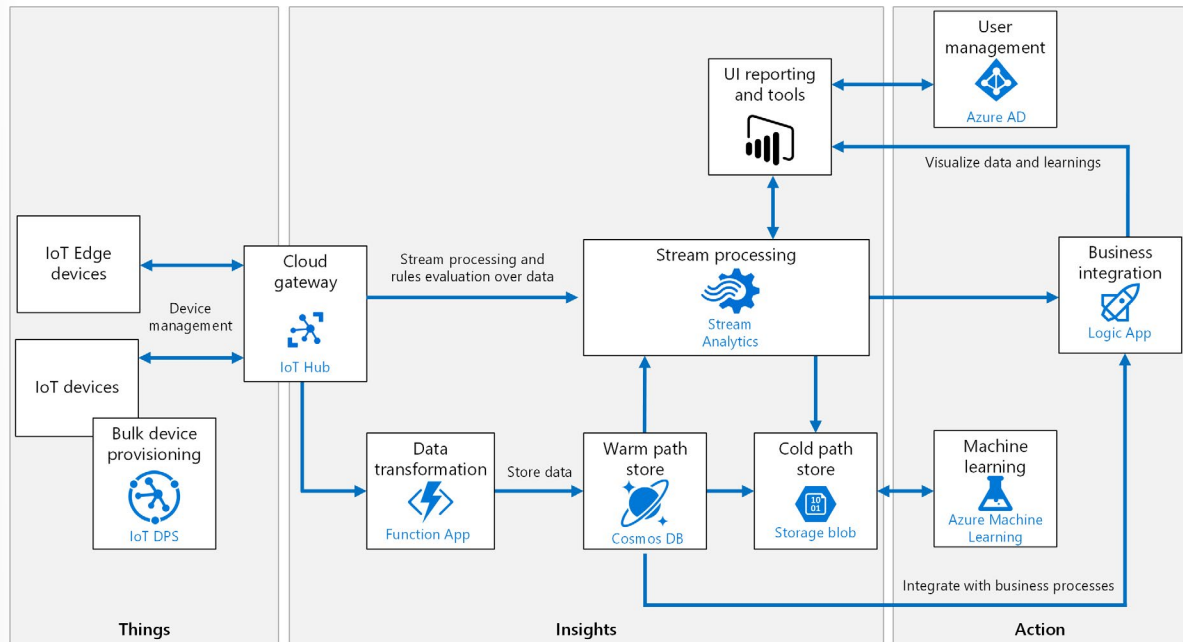 User
management
Azure AD
UI reporting
and tools
Visualize data and learnings
IoT Edge
devices
Device
management
IoT devices
Bulk device
provisioning
IoT DPS
Cloud
gateway
IoT Hub
Stream processing and
rules evaluation over data
Stream processing
Stream
Analytics
Business
integration
Logic App
Data
transformation
Function App
Store data
Warm path
store
Cosmos DB
Cold path
store
10
01
Storage blob
Machine
learning
Azure Machine
Learning
Integrate with business processes
Things
Insights
Action